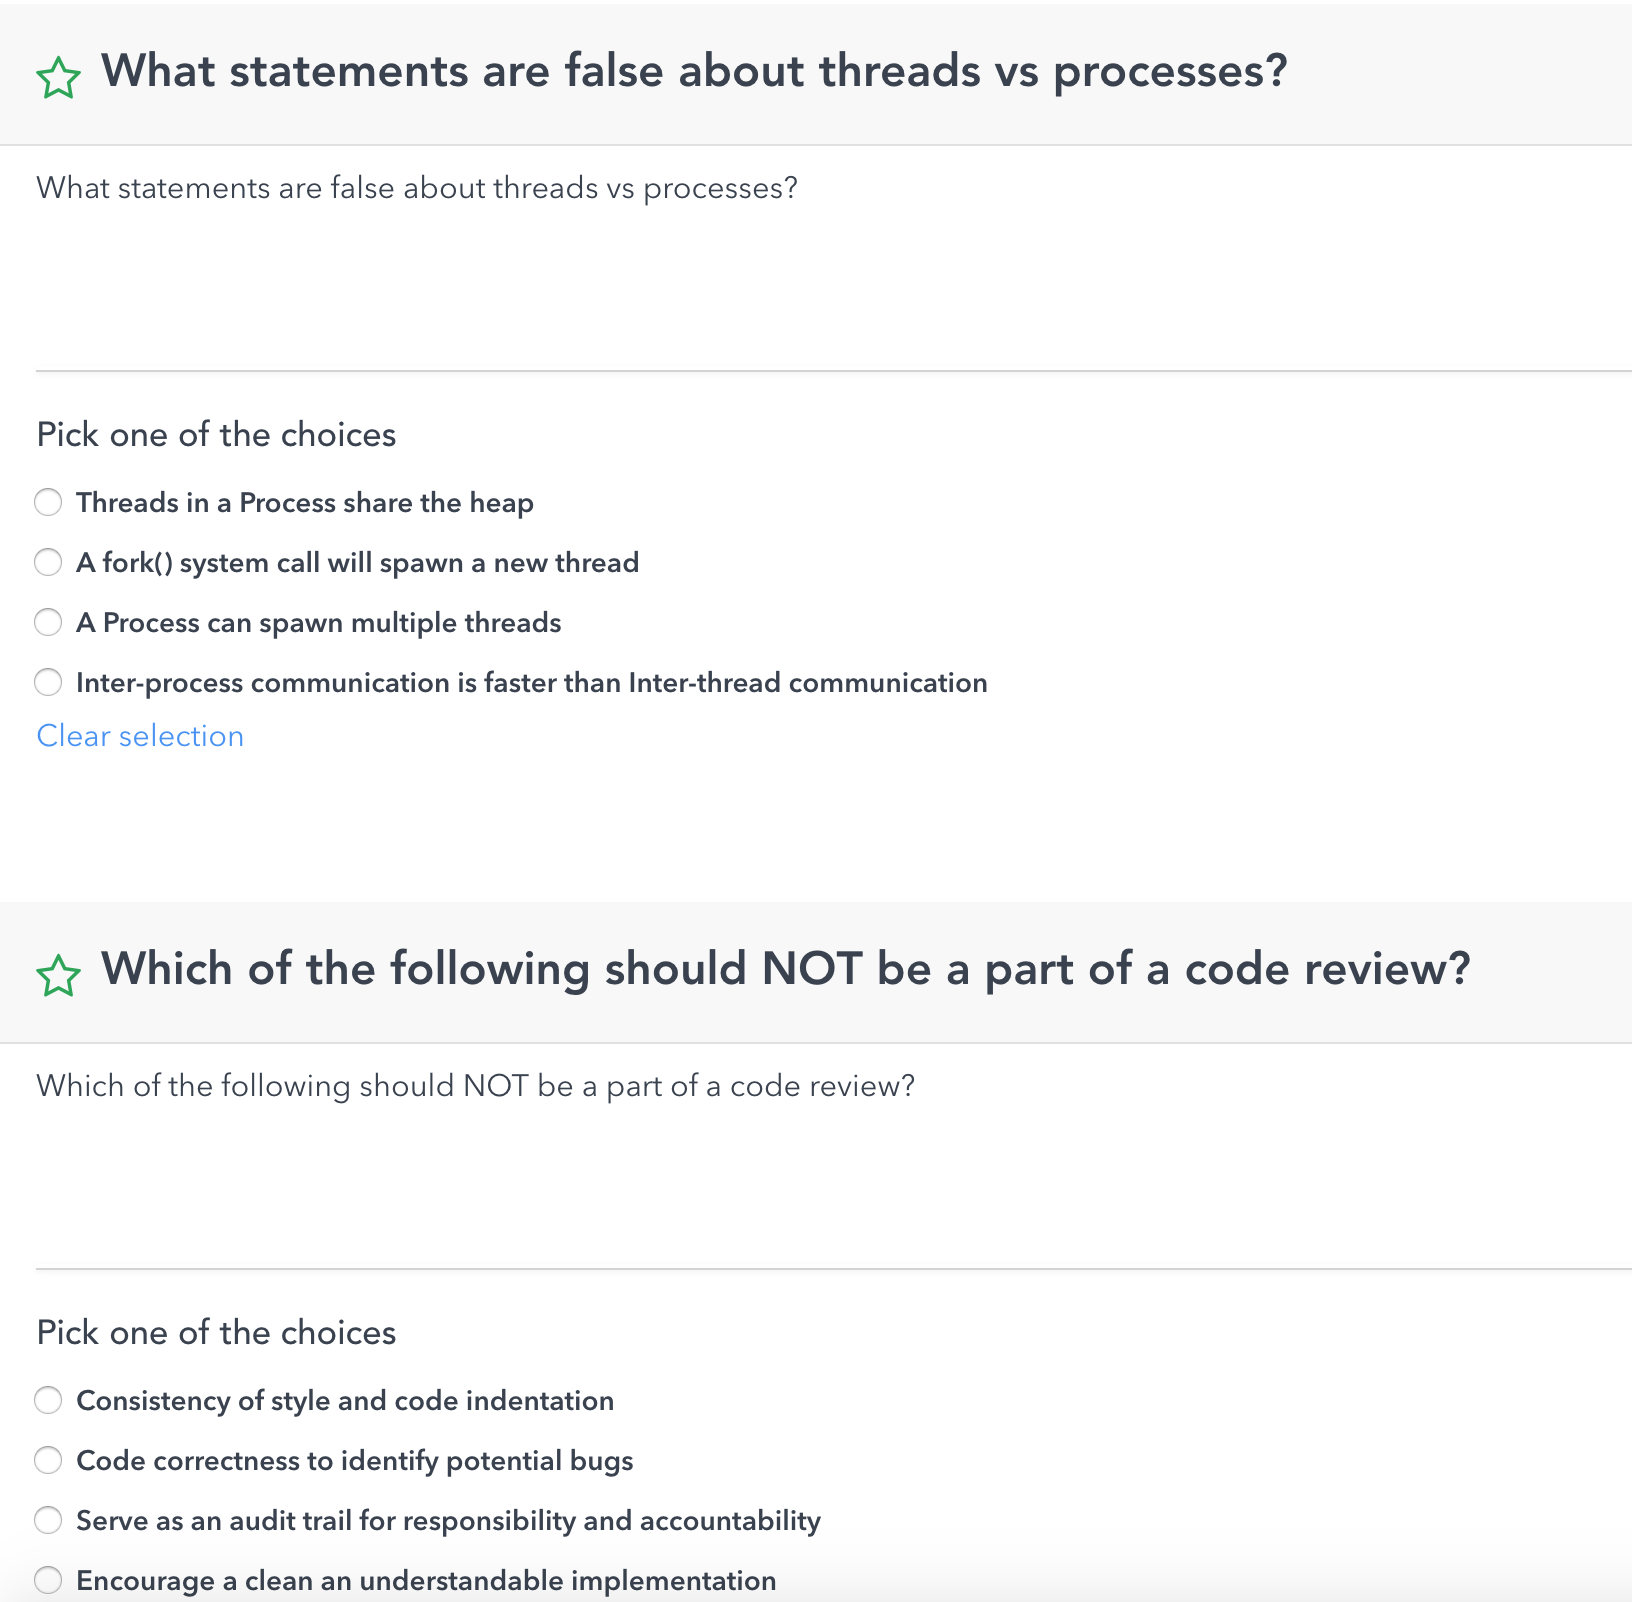 What statements are false about threads vs processes?
What statements are false about threads vs processes?
Pick one of the choices
Threads in a Process share the heap
A fork() system call will spawn a new thread
A Process can spawn multiple threads
Inter-process communication is faster than Inter-thread communication
Clear selection
Which of the following should NOT be a part of a code review?
Which of the following should NOT be a part of a code review?
Pick one of the choices
Consistency of style and code indentation
Code correctness to identify potential bugs
Serve as an audit trail for responsibility and accountability
Encourage a clean an understandable implementation